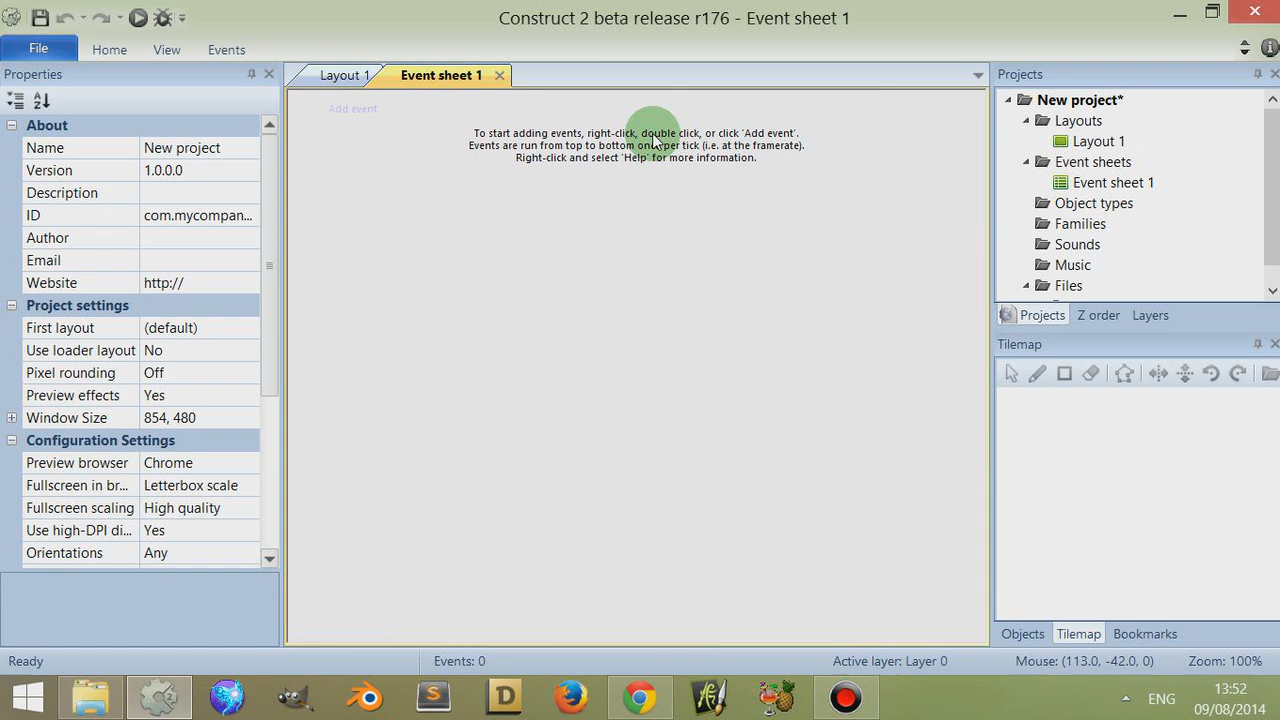 Construct 2 beta release r176 - Event sheet 1
File Home View Events
Properties
Layout 1 Event sheet 1
Projects
About
Name New project
Version 1.0.0.0
Description
ID com.mycompan...
Author
Email
Website http://
Project settings
First layout (default)
Use loader layout No
Pixel rounding Off
Preview effects Yes
Window Size 854, 480
Configuration Settings
Preview browser Chrome
Fullscreen in br... Letterbox scale
Fullscreen scaling High quality
Use high-DPI di... Yes
Orientations Any
Add event
To start adding events, right-click, double click, or click 'Add event'.
Events are run from top to bottom once per tick (i.e. at the framerate).
Right-click and select 'Help' for more information.
New project*
Layouts
Layout 1
Event sheets
Event sheet 1
Object types
Families
Sounds
Music
Files
Projects Z order Layers
Tilemap
Objects Tilemap Bookmarks
Ready Events: 0 Active layer: Layer 0 Mouse: (113.0, -42.0, 0) Zoom: 100%
ENG
13:52
09/08/2014